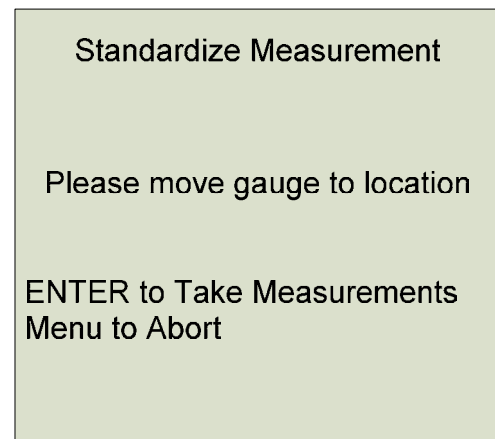 Standardize Measurement
Please move gauge to location
ENTER to Take Measurements
Menu to Abort